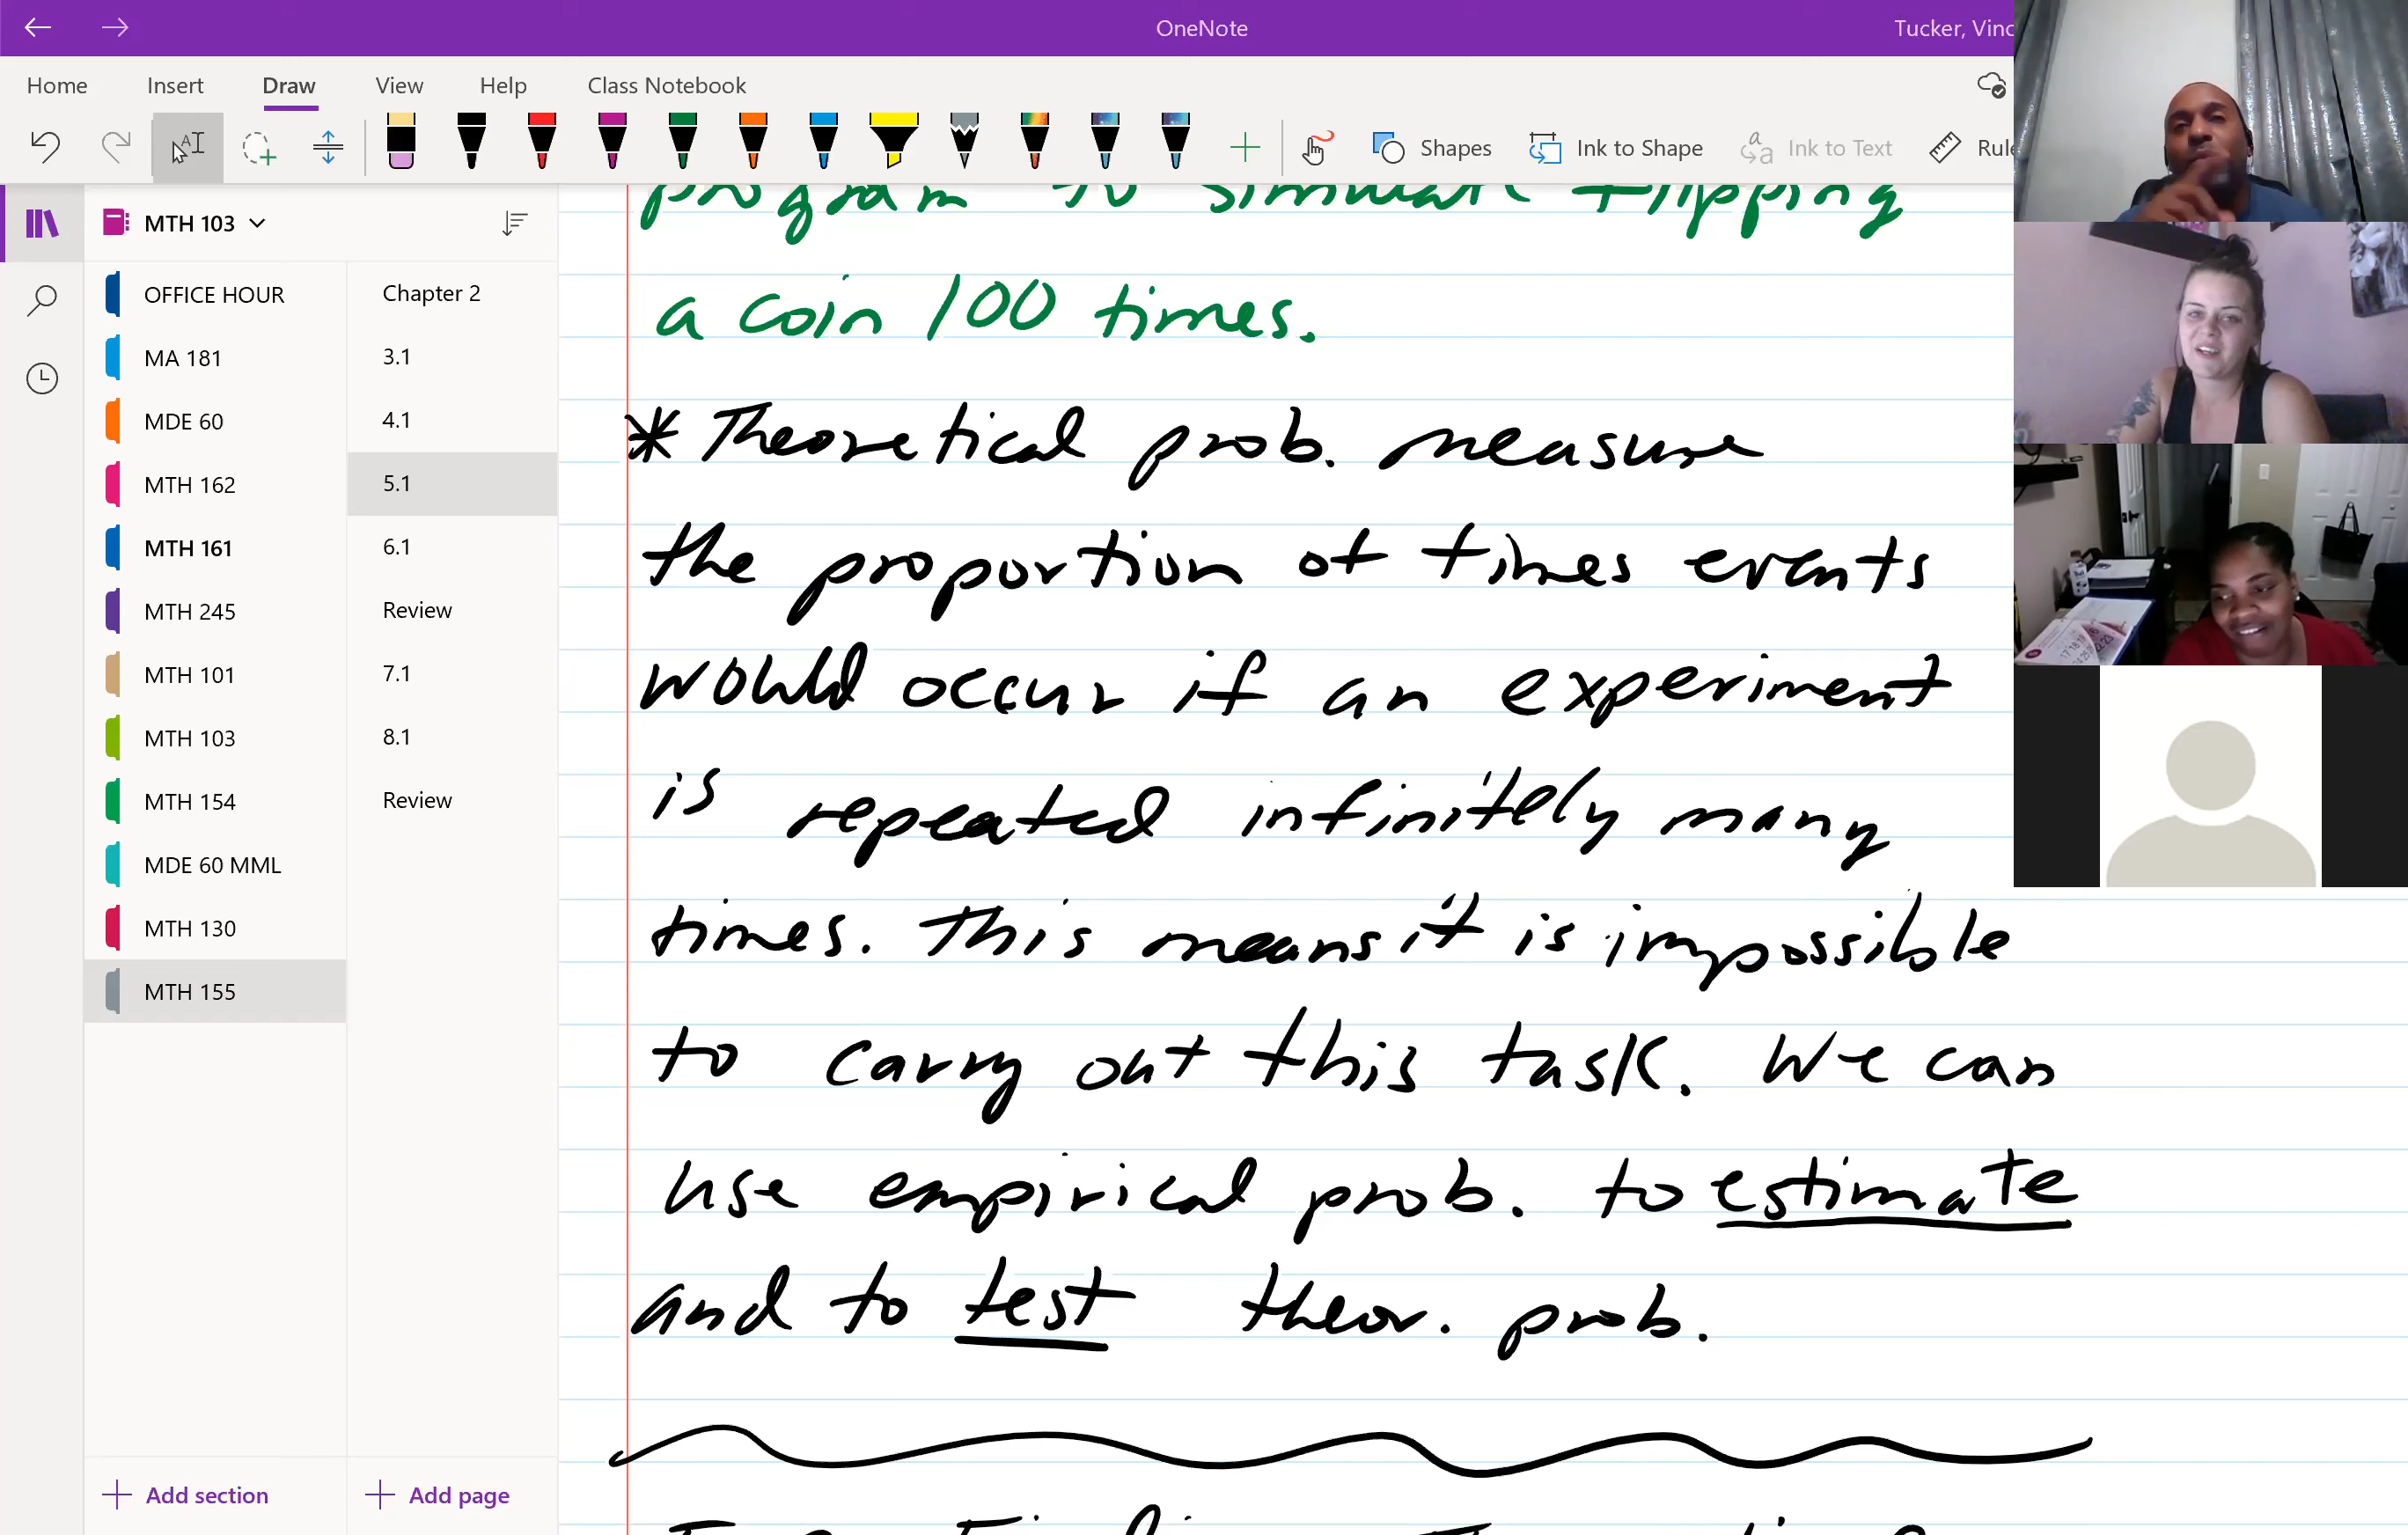 OneNote
Tucker, Vinc
Home Insert Draw View Help Class Notebook
Shapes Ink to Shape Ink to Text Rule
MTH 103
OFFICE HOUR
MA 181
MDE 60
MTH 162
MTH 161
MTH 245
MTH 101
MTH 103
MTH 154
MDE 60 MML
MTH 130
MTH 155
Add section
Chapter 2
3.1
4.1
5.1
6.1
Review
7.1
8.1
Review
Add page
program to simulate flipping
a coin 100 times.
* Theoretical prob. measure
the proportion of times events
would occur if an experiment
is repeated infinitely many
times. This means it is impossible
to carry out this task. We can
use empirical prob. to estimate
and to test theor. prob.